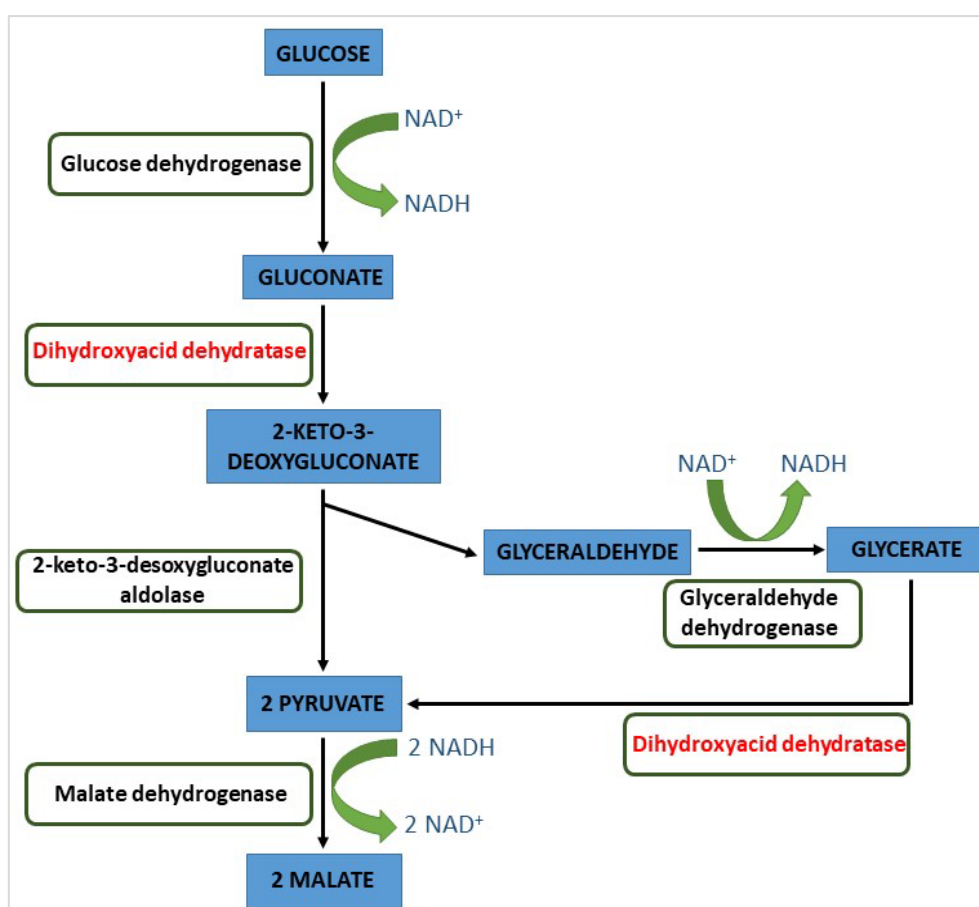 GLUCOSE
NAD⁺
Glucose dehydrogenase
NADH
GLUCONATE
Dihydroxyacid dehydratase
2-KETO-3-
DEOXYGLUCONATE
NAD⁺ NADH
GLYCERALDEHYDE
GLYCERATE
2-keto-3-desoxygluconate
aldolase
Glyceraldehyde
dehydrogenase
2 PYRUVATE
Dihydroxyacid dehydratase
2 NADH
Malate dehydrogenase
2 NAD⁺
2 MALATE